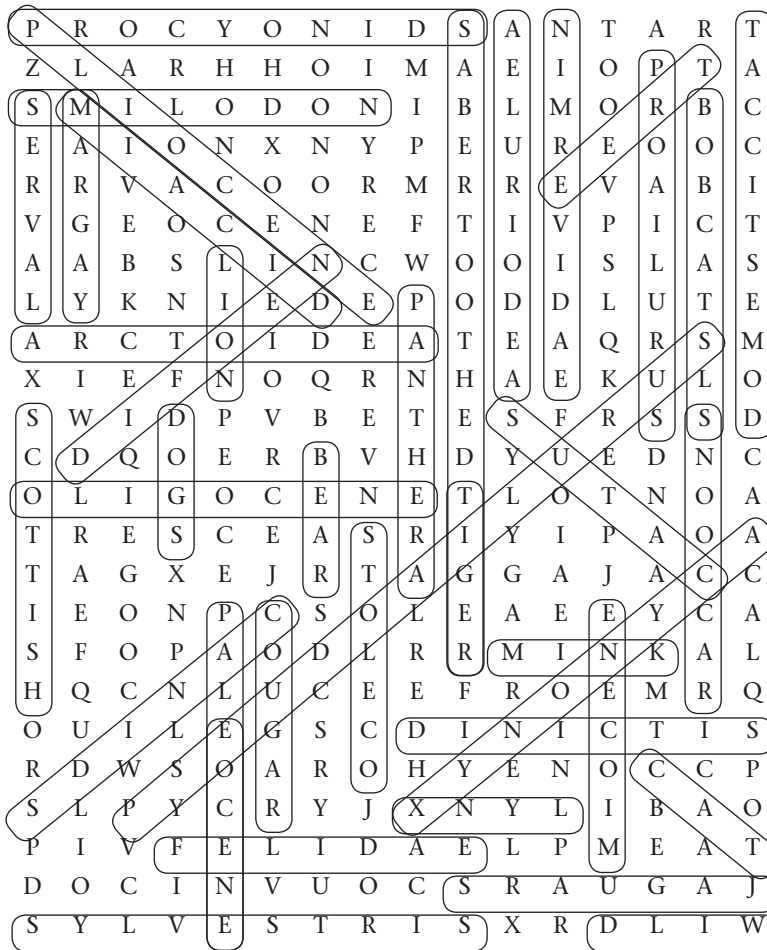 P R O C Y O N I D S A N T A R T
Z L A R H H O I M A E I O P T A
S M I L O D O N I B L M O R B C
E A I O N X N Y P E U R E O O C
R R V A C O O R M R R E V A B I
V G E O C E N E F T I V P I C T
A A B S L I N C W O O I S L A S
L Y K N I E D E P O D D L U T E
A R C T O I D E A T E A Q R S M
X I E F N O Q R N H A E K U L O
S W I D P V B E T E S F R S S D
C D Q O E R B V H D Y U E D N C
O L I G O C E N E T L O T N O A
T R E S C E A S R I Y I P A O A
T A G X E J R T A G G A J A C C
I E O N P C S O L E A E E Y C A
S F O P A O D L R R M I N K A L
H Q C N L U C E E F R O E M R Q
O U I L E G S C D I N I C T I S
R D W S O A R O H Y E N O C C P
S L P Y C R Y J X N Y L I B A O
P I V F E L I D A E L P M E A T
D O C I N V U O C S R A U G A J
S Y L V E S T R I S X R D L I W